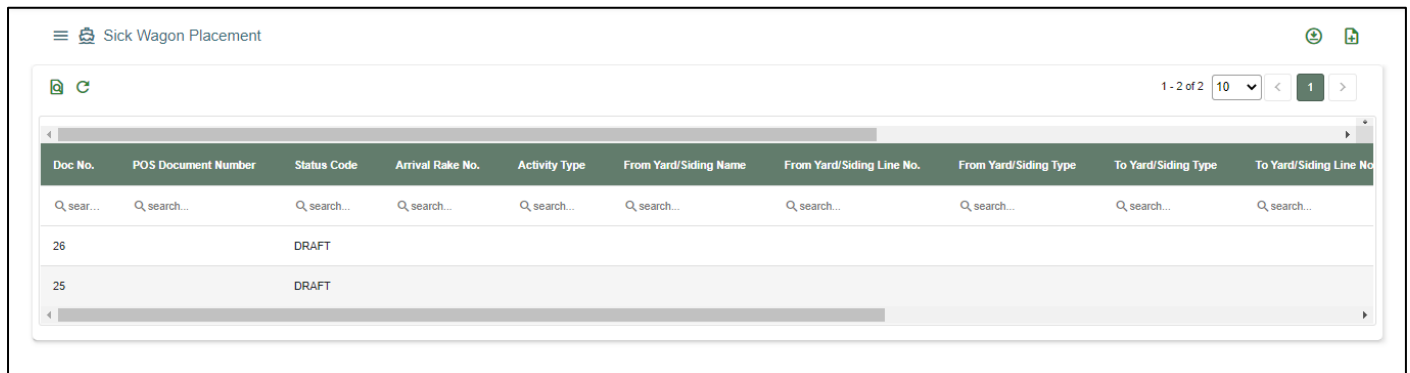 Sick Wagon Placement
1 - 2 of 2 10 < 1 >
Doc No. POS Document Number Status Code Arrival Rake No. Activity Type From Yard/Siding Name From Yard/Siding Line No. From Yard/Siding Type To Yard/Siding Type To Yard/Siding Line No
sear... search... search... search... search... search... search... search... search... search...
26 DRAFT
25 DRAFT